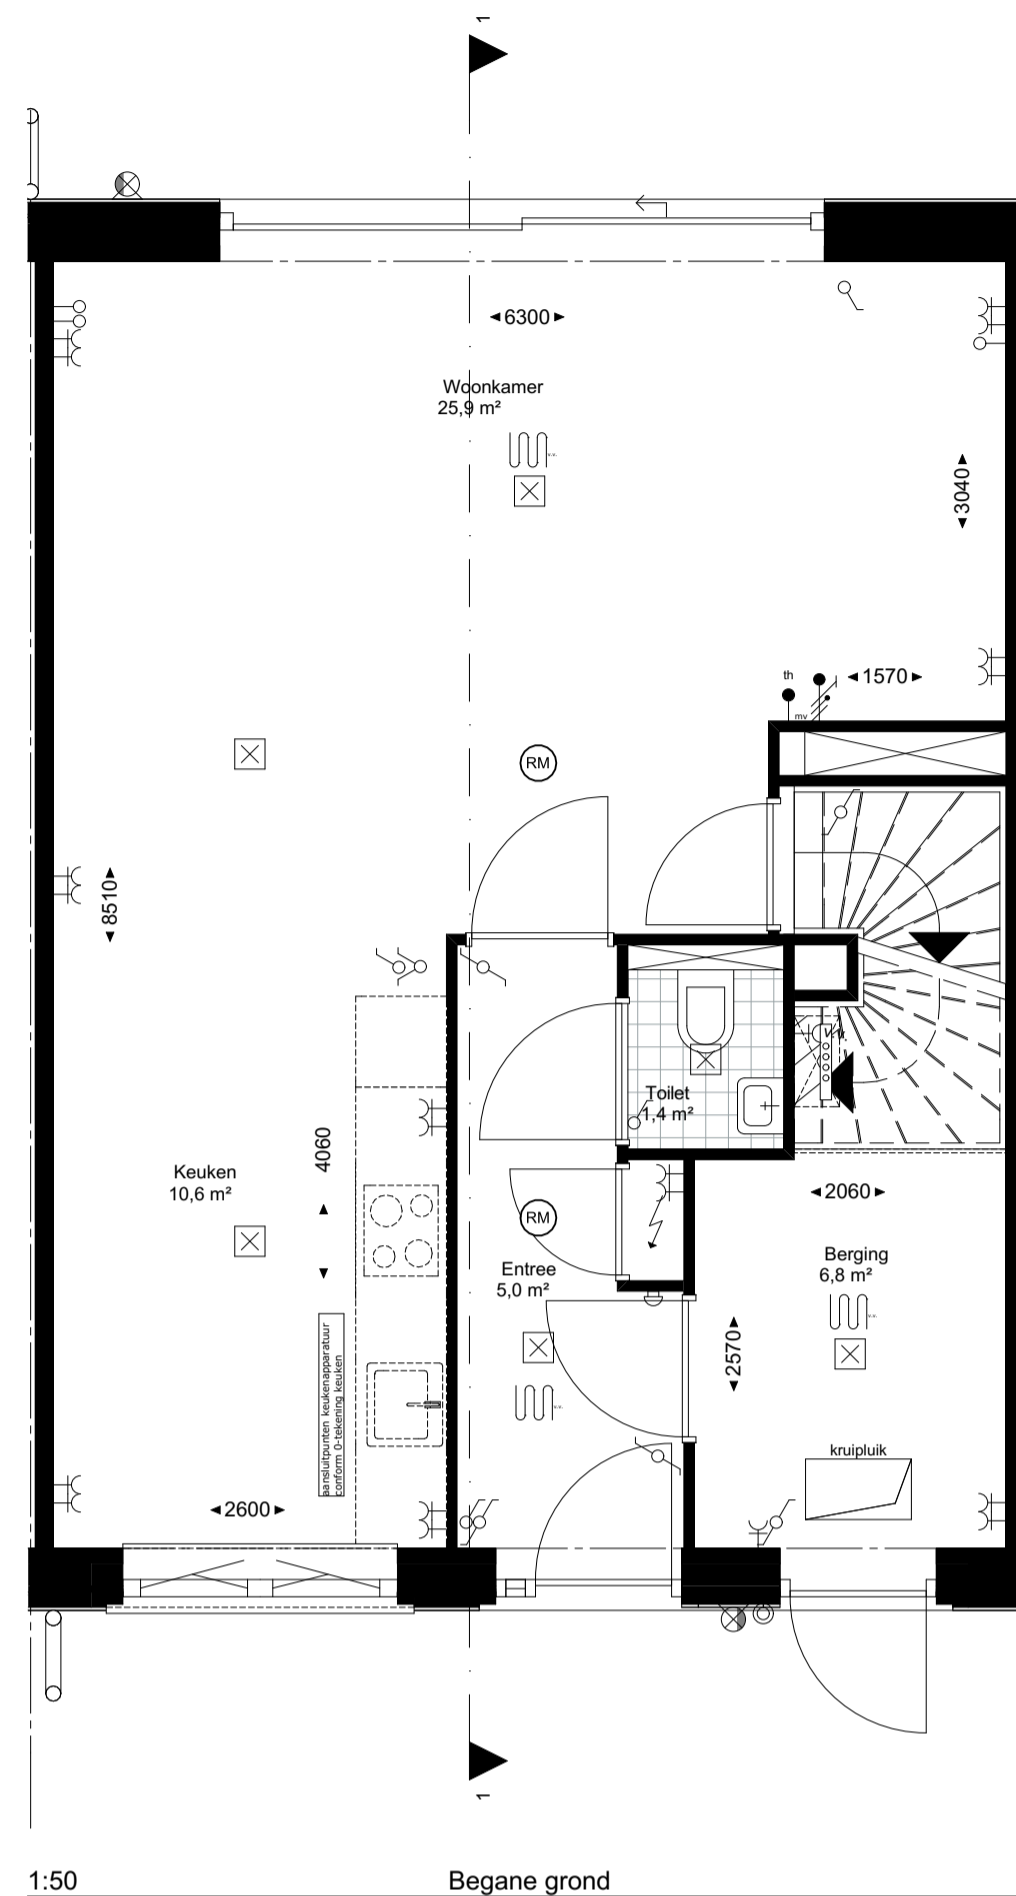 1
6300
Woonkamer
25,9 m²
v.v.
3040
th
1570
mv
RM
8510
v.v.
Toilet
1,4 m²
4060
Keuken
10,6 m²
2060
RM
Berging
6,8 m²
Entree
5,0 m²
v.v.
2570
aansluitpunten keukenapparatuur
conform 0-tekening keuken
v.v.
kruipluik
2600
1
1:50
Begane grond